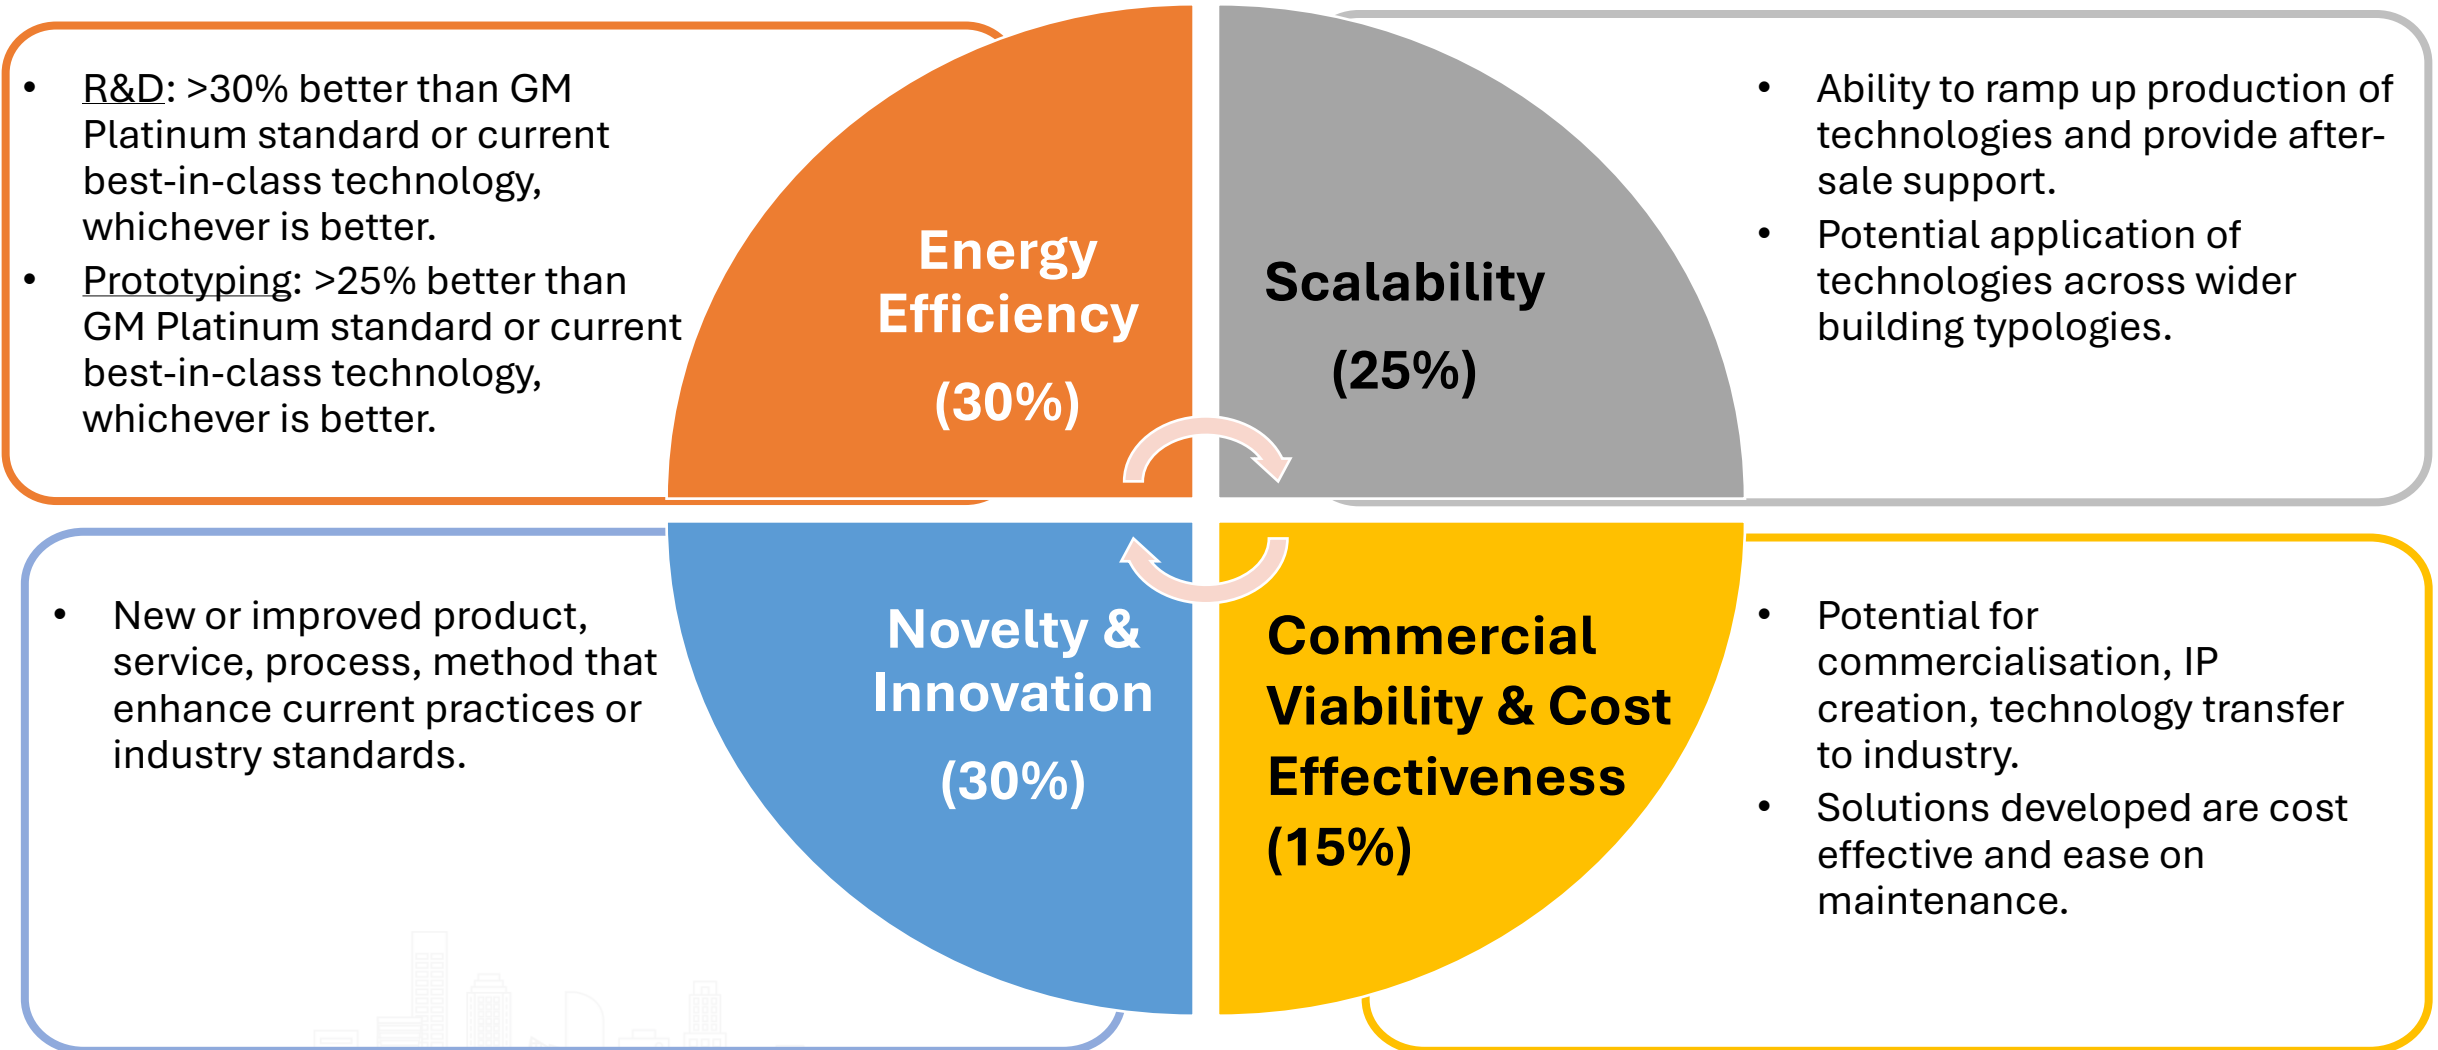 • R&D: >30% better than GM
Platinum standard or current
best-in-class technology,
whichever is better.
• Prototyping: >25% better than
GM Platinum standard or current
best-in-class technology,
whichever is better.
Energy
Efficiency
(30%)
Scalability
(25%)
• Ability to ramp up production of
technologies and provide after-
sale support.
• Potential application of
technologies across wider
building typologies.
• New or improved product,
service, process, method that
enhance current practices or
industry standards.
Novelty &
Innovation
(30%)
Commercial
Viability & Cost
Effectiveness
(15%)
• Potential for
commercialisation, IP
creation, technology transfer
to industry.
• Solutions developed are cost
effective and ease on
maintenance.